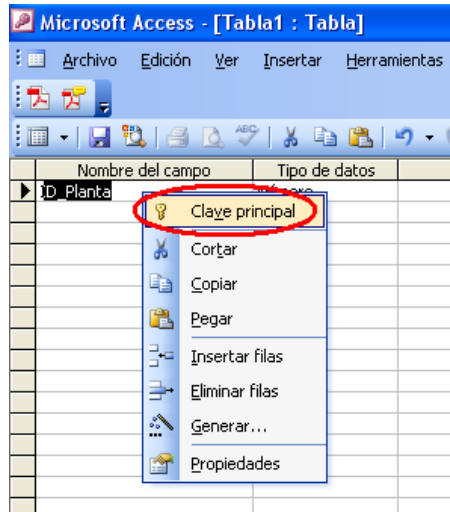 Microsoft Access - [Tabla1 : Tabla]
Archivo Edición Ver Insertar Herramientas
ABC
Nombre del campo Tipo de datos
ID_Planta
Clave principal
Cortar
Copiar
Pegar
Insertar filas
Eliminar filas
Generar...
Propiedades